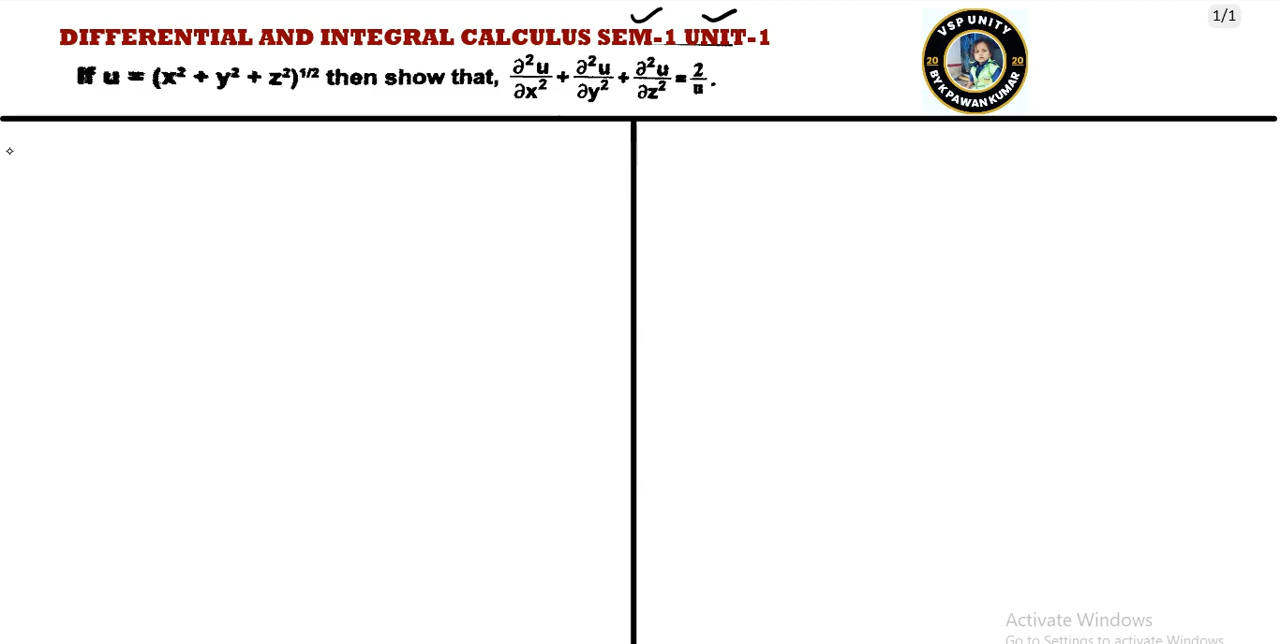 1/1
DIFFERENTIAL AND INTEGRAL CALCULUS SEM-1 UNIT-1
If u = (x² + y² + z²)^1/2 then show that, ∂²u/∂x² + ∂²u/∂y² + ∂²u/∂z² = 2/u .
VSP UNITY
20 20
BY K PAWAN KUMAR
Activate Windows
Go to Settings to activate Windows.